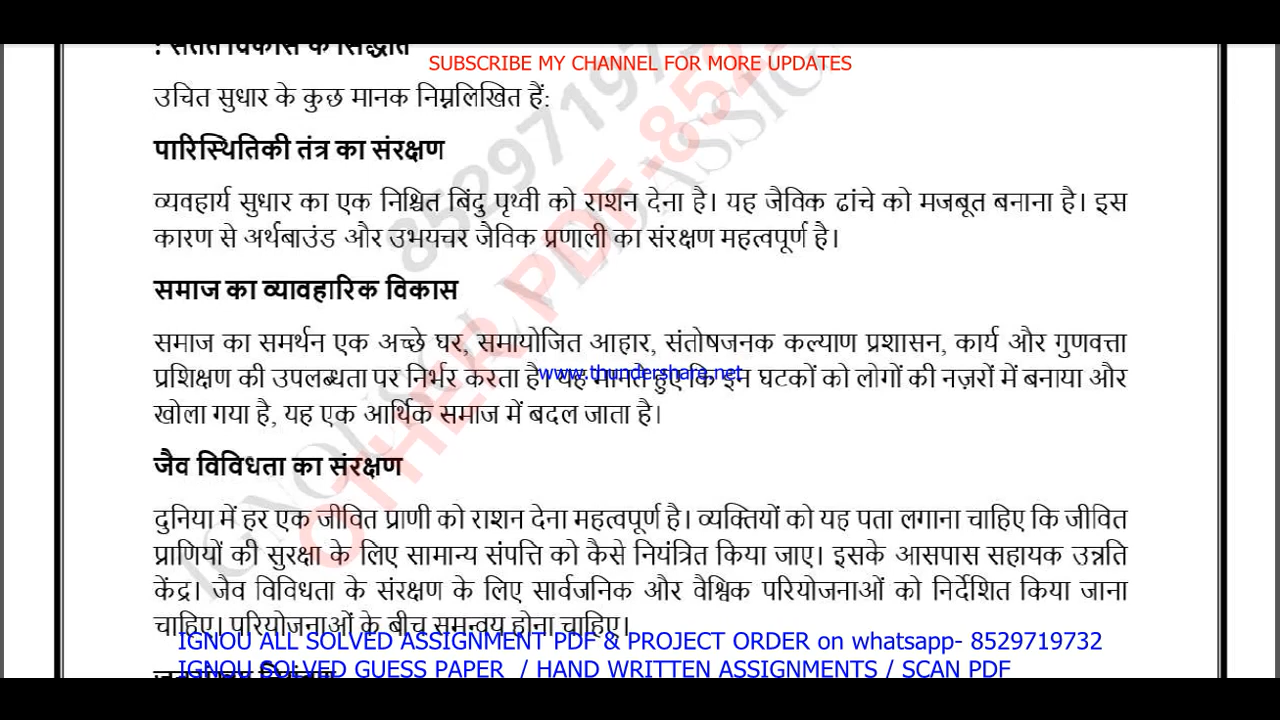 : सतत विकास के सिद्धांत
SUBSCRIBE MY CHANNEL FOR MORE UPDATES
उचित सुधार के कुछ मानक निम्नलिखित हैं:
पारिस्थितिकी तंत्र का संरक्षण
व्यवहार्य सुधार का एक निश्चित बिंदु पृथ्वी को राशन देना है। यह जैविक ढांचे को मजबूत बनाना है। इस
कारण से अर्थबाउंड और उभयचर जैविक प्रणाली का संरक्षण महत्वपूर्ण है।
समाज का व्यावहारिक विकास
समाज का समर्थन एक अच्छे घर, समायोजित आहार, संतोषजनक कल्याण प्रशासन, कार्य और गुणवत्ता
प्रशिक्षण की उपलब्धता पर निर्भर करता है। यह मानते हुए कि इन घटकों को लोगों की नज़रों में बनाया और
www.thundershare.net
खोला गया है, यह एक आर्थिक समाज में बदल जाता है।
जैव विविधता का संरक्षण
दुनिया में हर एक जीवित प्राणी को राशन देना महत्वपूर्ण है। व्यक्तियों को यह पता लगाना चाहिए कि जीवित
प्राणियों की सुरक्षा के लिए सामान्य संपत्ति को कैसे नियंत्रित किया जाए। इसके आसपास सहायक उन्नति
केंद्र। जैव विविधता के संरक्षण के लिए सार्वजनिक और वैश्विक परियोजनाओं को निर्देशित किया जाना
चाहिए। परियोजनाओं के बीच समन्वय होना चाहिए।
IGNOU ALL SOLVED ASSIGNMENT PDF & PROJECT ORDER on whatsapp- 8529719732
IGNOU SOLVED GUESS PAPER / HAND WRITTEN ASSIGNMENTS / SCAN PDF